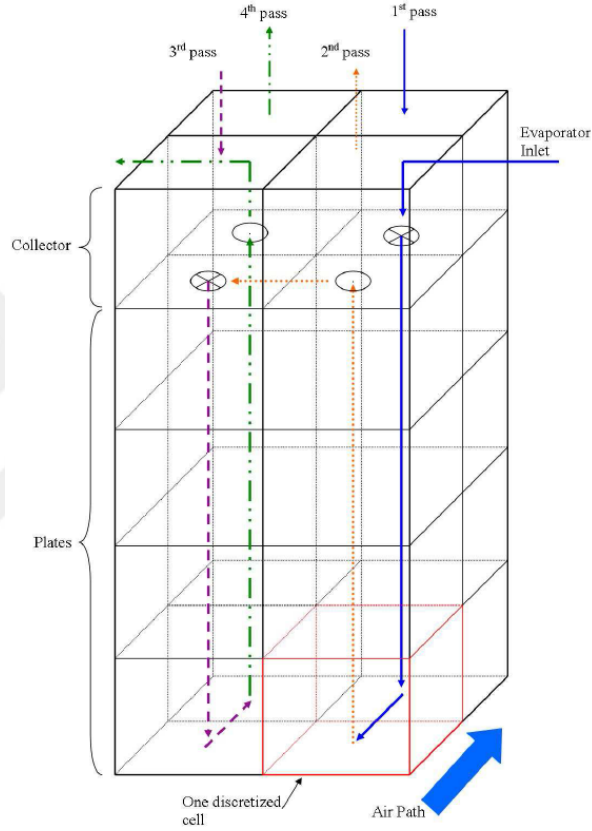 4th pass
1st pass
3rd pass
2nd pass
Evaporator
Inlet
Collector
Plates
One discretized
cell
Air Path